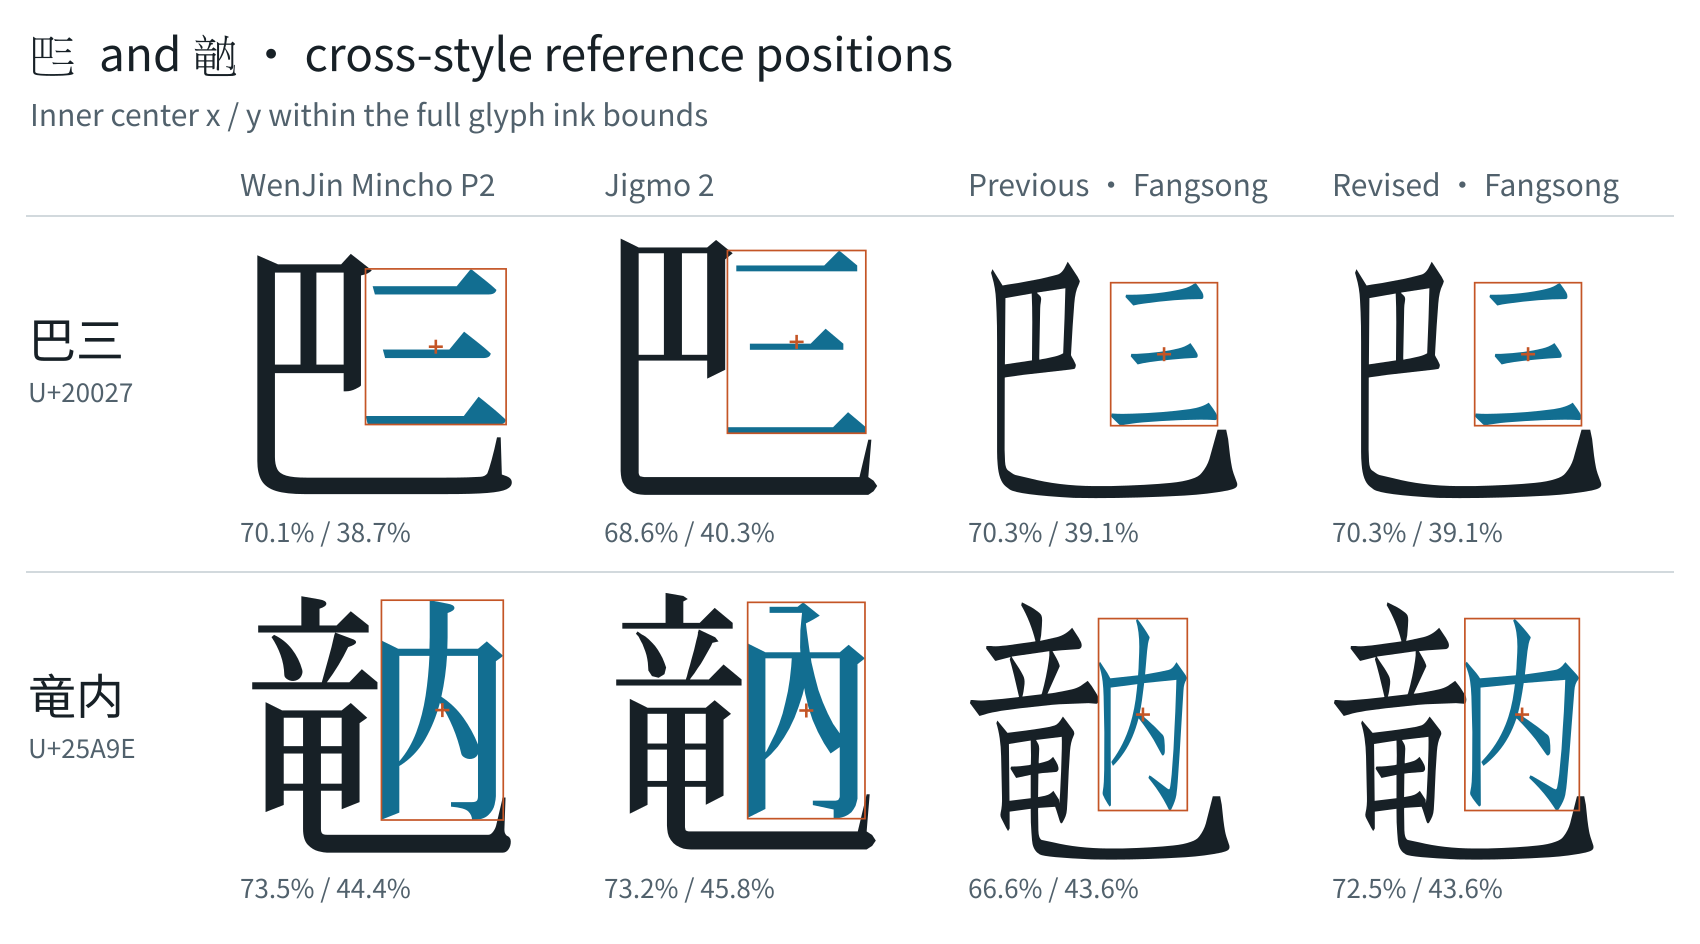 𠀧 and 𥪞 · cross-style reference positions
Inner center x / y within the full glyph ink bounds
WenJin Mincho P2 Jigmo 2 Previous · Fangsong Revised · Fangsong
巴三 𠀧 𠀧 𠀧 𠀧
U+20027
70.1% / 38.7% 68.6% / 40.3% 70.3% / 39.1% 70.3% / 39.1%
竜内 𥪞 𥪞 𥪞 𥪞
U+25A9E
73.5% / 44.4% 73.2% / 45.8% 66.6% / 43.6% 72.5% / 43.6%